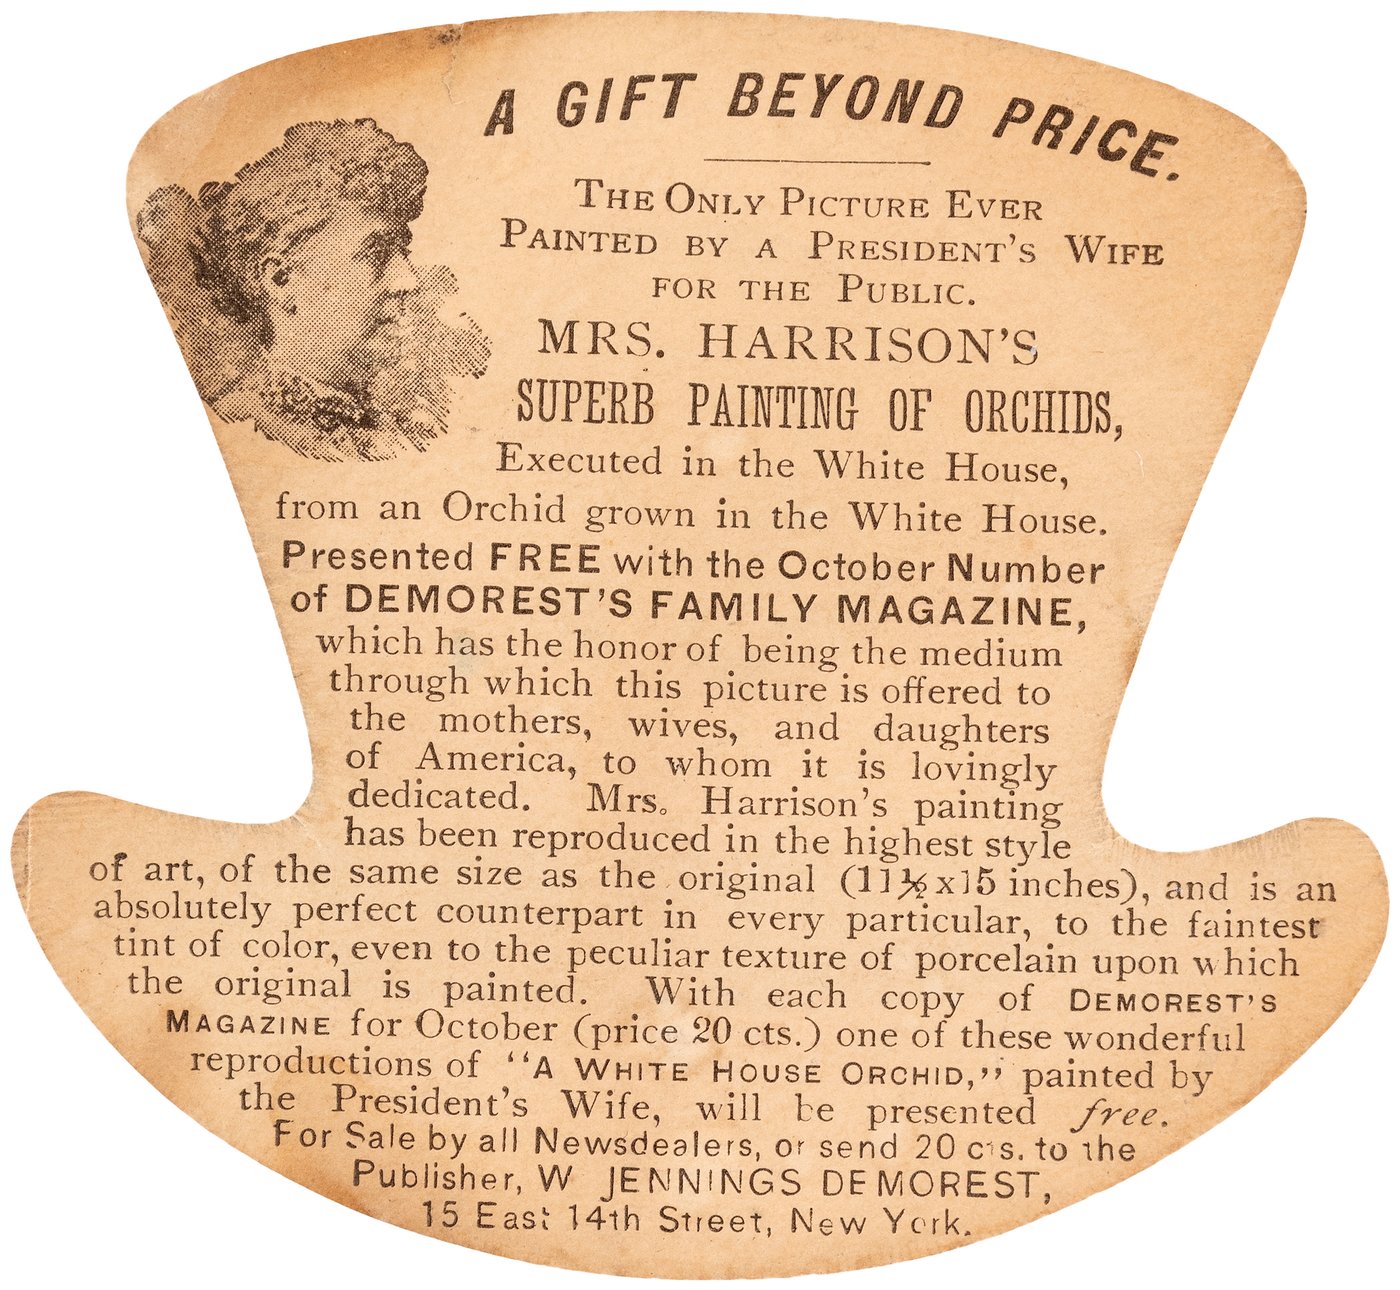 A GIFT BEYOND PRICE.
THE ONLY PICTURE EVER
PAINTED BY A PRESIDENT'S WIFE
FOR THE PUBLIC.
MRS. HARRISON'S
SUPERB PAINTING OF ORCHIDS,
Executed in the White House,
from an Orchid grown in the White House.
Presented FREE with the October Number
of DEMOREST'S FAMILY MAGAZINE,
which has the honor of being the medium
through which this picture is offered to
the mothers, wives, and daughters
of America, to whom it is lovingly
dedicated. Mrs. Harrison's painting
has been reproduced in the highest style
of art, of the same size as the original (11½x15 inches), and is an
absolutely perfect counterpart in every particular, to the faintest
tint of color, even to the peculiar texture of porcelain upon which
the original is painted. With each copy of DEMOREST'S
MAGAZINE for October (price 20 cts.) one of these wonderful
reproductions of "A WHITE HOUSE ORCHID," painted by
the President's Wife, will be presented free.
For Sale by all Newsdealers, or send 20 cts. to the
Publisher, W JENNINGS DEMOREST,
15 East 14th Street, New York.